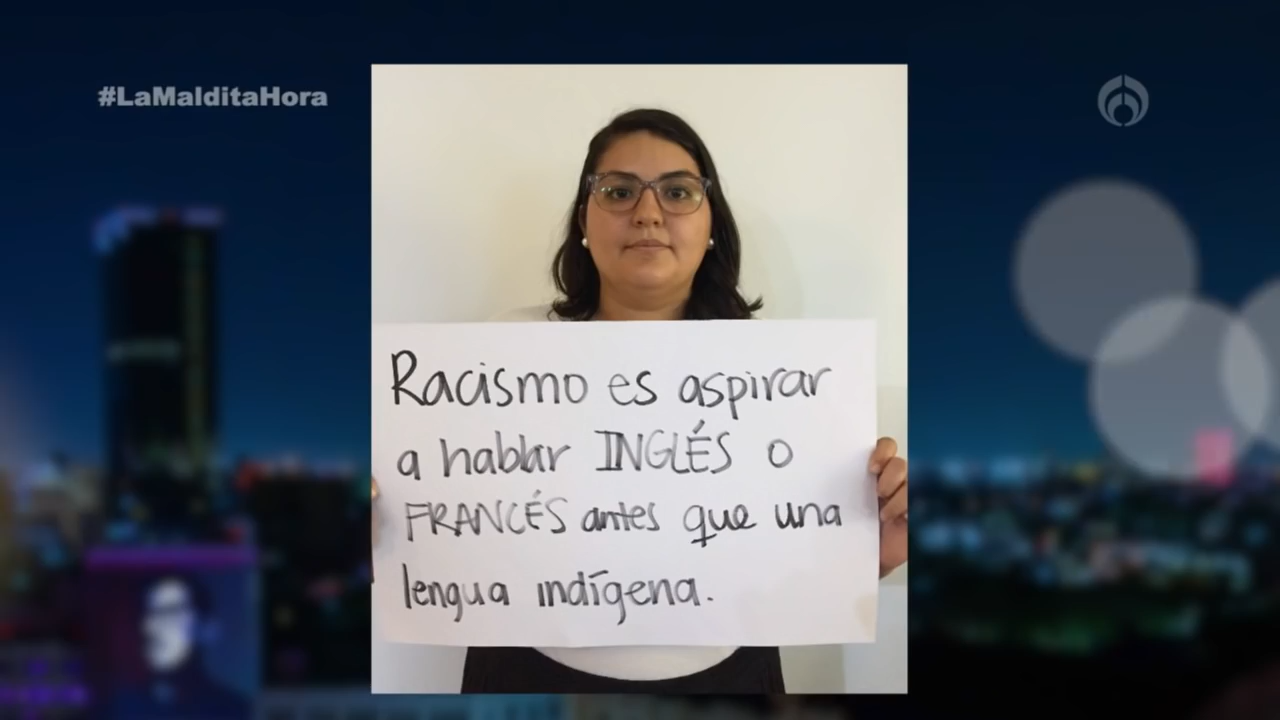 #LaMalditaHora
Racismo es aspirar
a hablar INGLÉS o
FRANCÉS antes que una
lengua indígena.